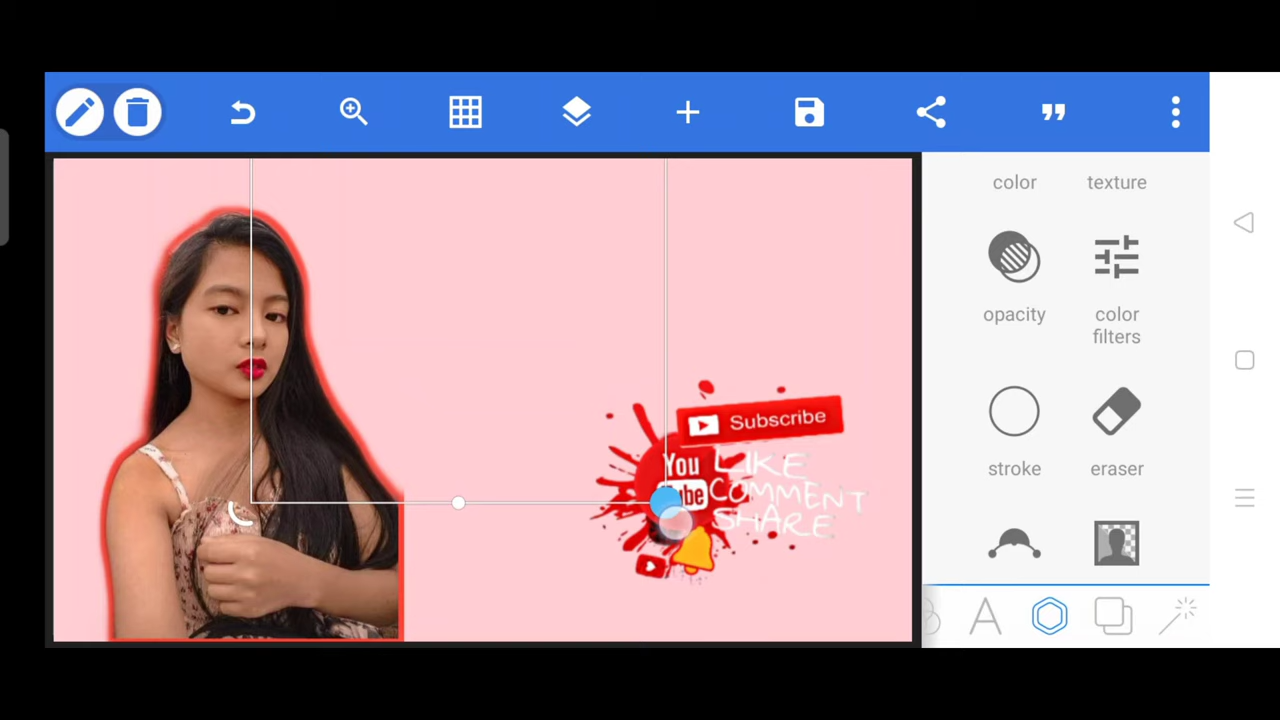 color
texture
opacity
color
filters
stroke
eraser
Subscribe
You
Tube
LIKE
COMMENT
SHARE